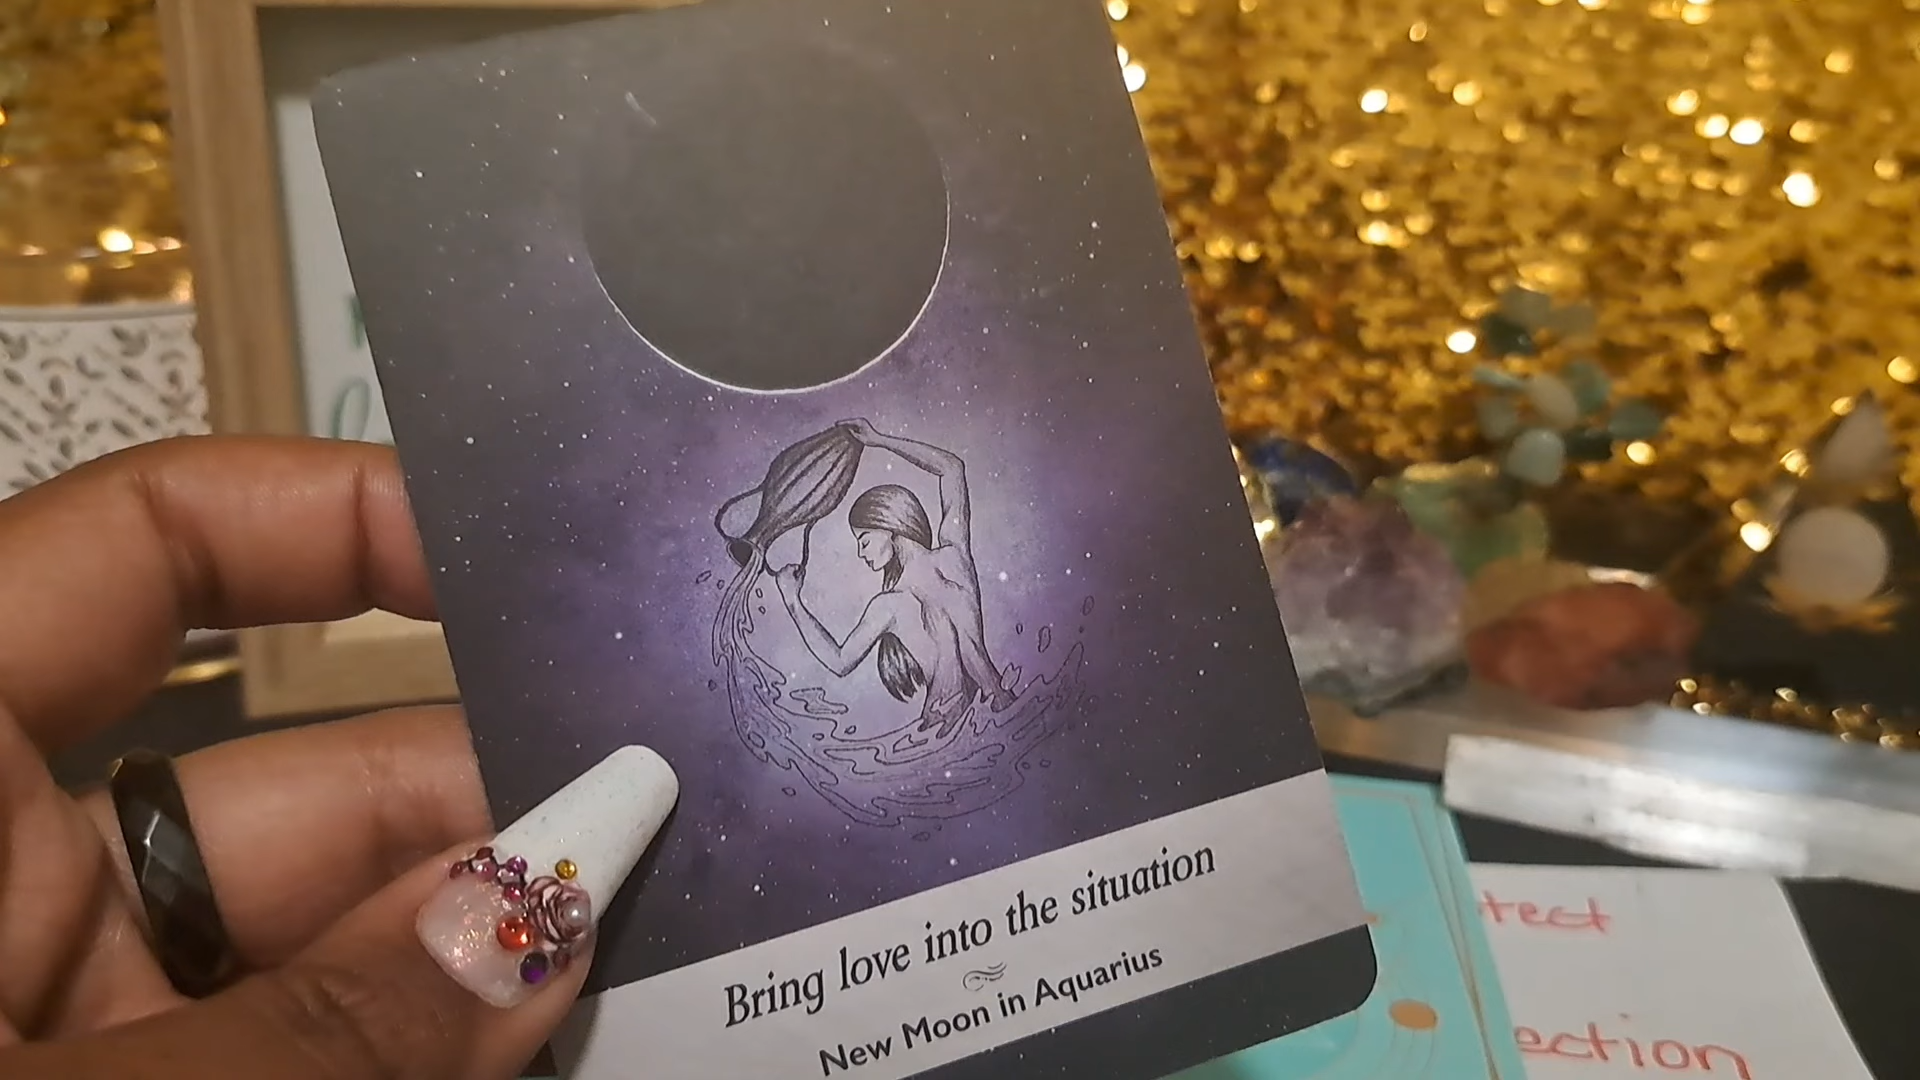 Bring love into the situation
New Moon in Aquarius
tect
ection